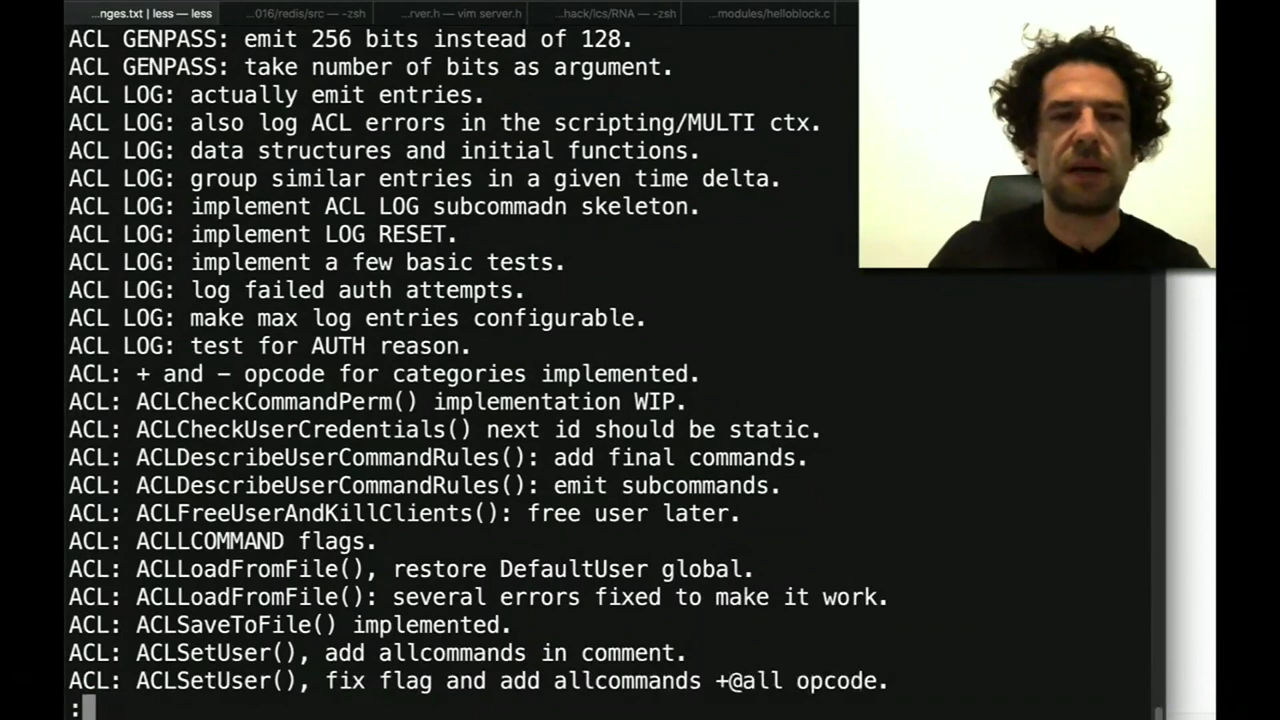 ...nges.txt | less — less
...016/redis/src — -zsh
...rver.h — vim server.h
...hack/lcs/RNA — -zsh
...modules/helloblock.c
ACL GENPASS: emit 256 bits instead of 128.
ACL GENPASS: take number of bits as argument.
ACL LOG: actually emit entries.
ACL LOG: also log ACL errors in the scripting/MULTI ctx.
ACL LOG: data structures and initial functions.
ACL LOG: group similar entries in a given time delta.
ACL LOG: implement ACL LOG subcommadn skeleton.
ACL LOG: implement LOG RESET.
ACL LOG: implement a few basic tests.
ACL LOG: log failed auth attempts.
ACL LOG: make max log entries configurable.
ACL LOG: test for AUTH reason.
ACL: + and - opcode for categories implemented.
ACL: ACLCheckCommandPerm() implementation WIP.
ACL: ACLCheckUserCredentials() next id should be static.
ACL: ACLDescribeUserCommandRules(): add final commands.
ACL: ACLDescribeUserCommandRules(): emit subcommands.
ACL: ACLFreeUserAndKillClients(): free user later.
ACL: ACLLCOMMAND flags.
ACL: ACLLoadFromFile(), restore DefaultUser global.
ACL: ACLLoadFromFile(): several errors fixed to make it work.
ACL: ACLSaveToFile() implemented.
ACL: ACLSetUser(), add allcommands in comment.
ACL: ACLSetUser(), fix flag and add allcommands +@all opcode.
: